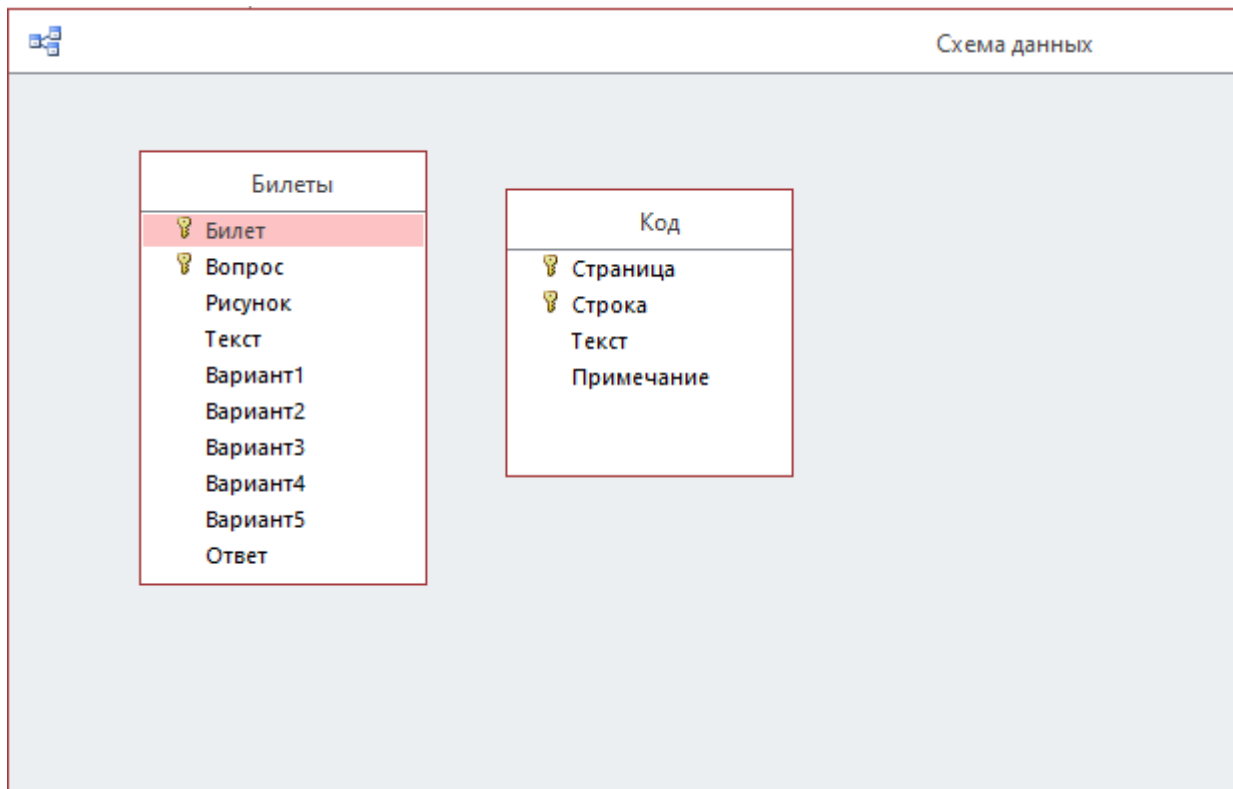 Схема данных
Билеты
Билет
Вопрос
Рисунок
Текст
Вариант1
Вариант2
Вариант3
Вариант4
Вариант5
Ответ
Код
Страница
Строка
Текст
Примечание